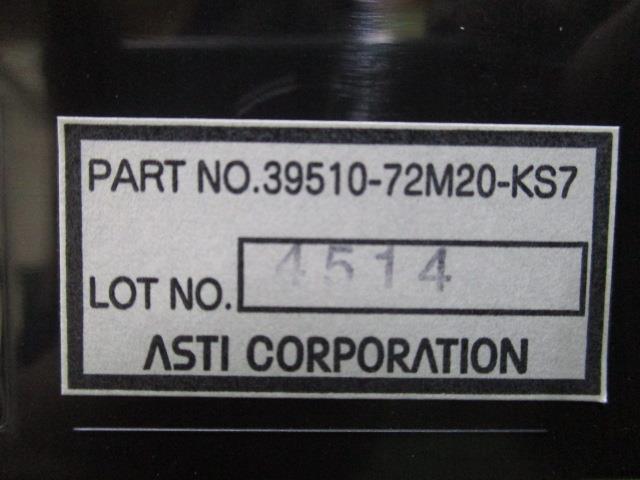 PART NO.39510-72M20-KS7
LOT NO. 4514
ASTI CORPORATION